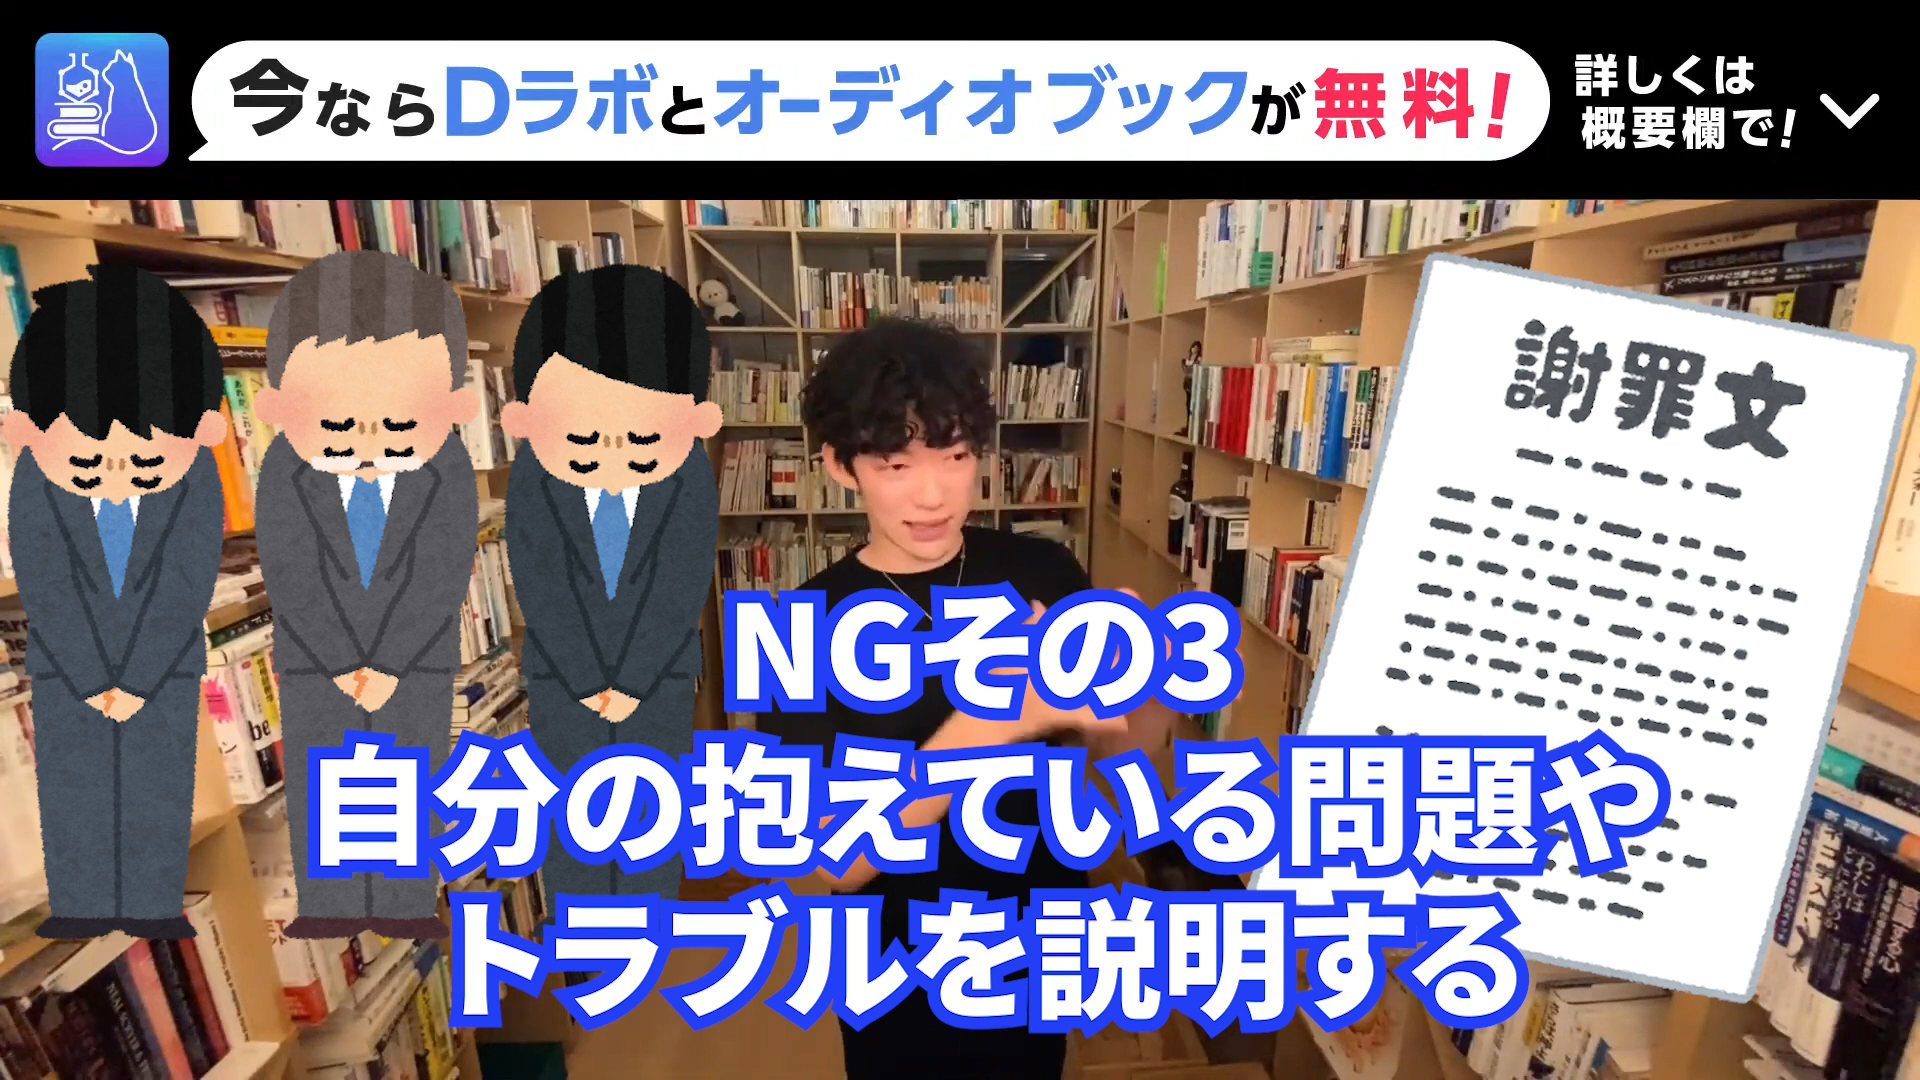 今ならDラボとオーディオブックが無料!
詳しくは
概要欄で!
謝罪文
NGその3
自分の抱えている問題や
トラブルを説明する